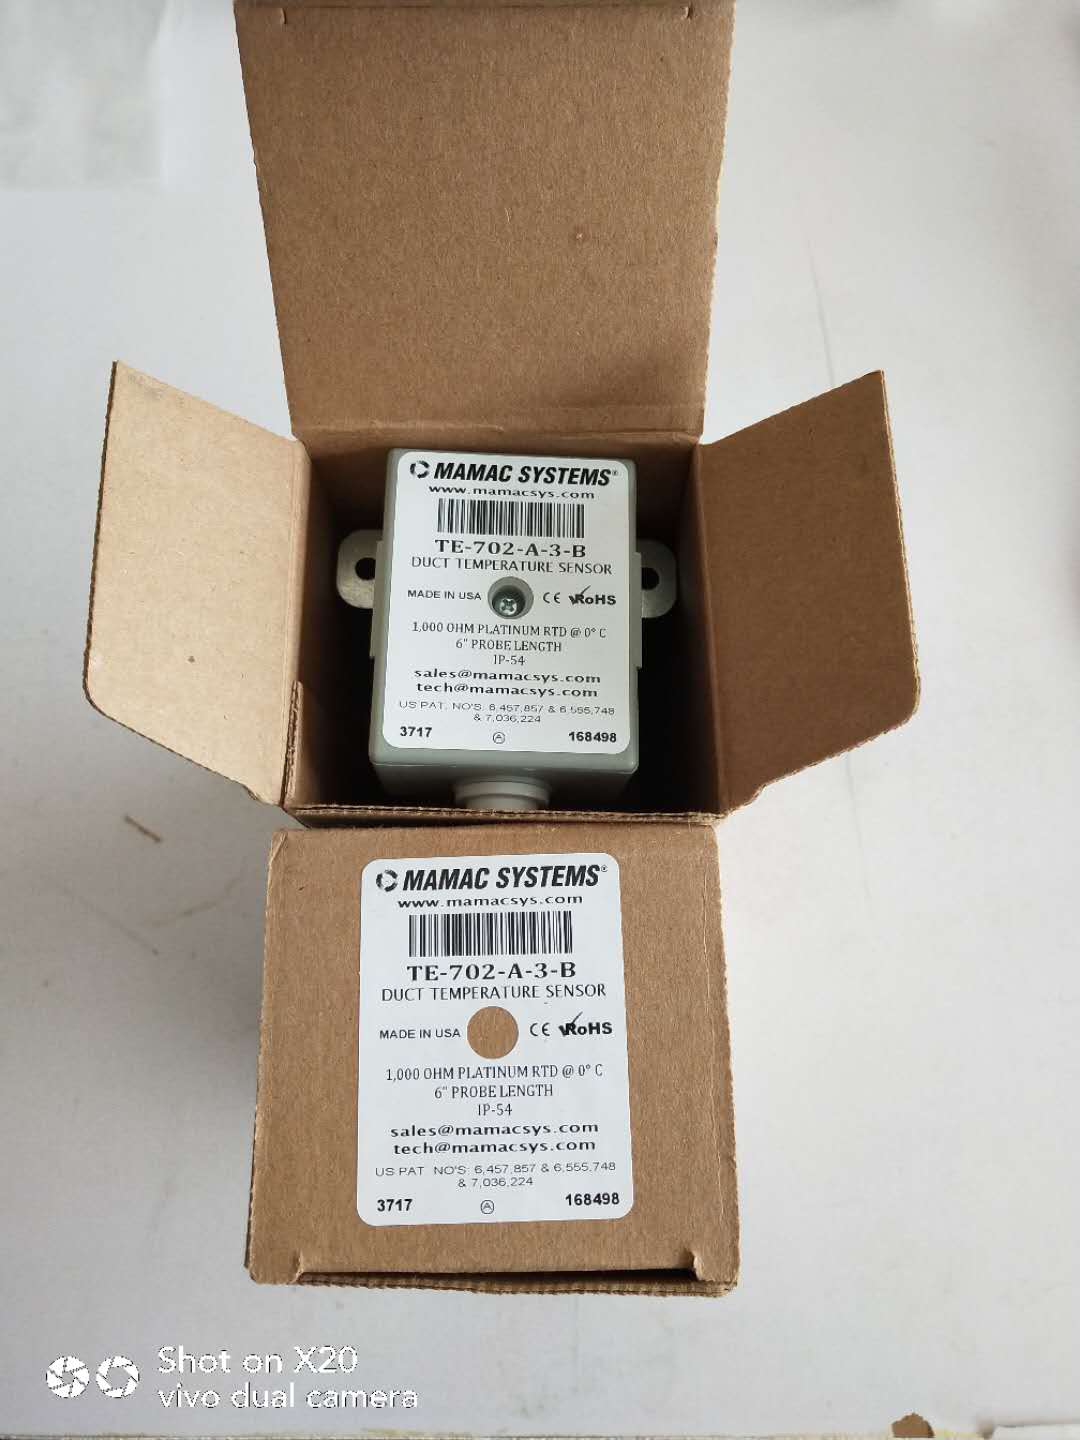 MAMAC SYSTEMS®
www.mamacsys.com
TE-702-A-3-B
DUCT TEMPERATURE SENSOR
MADE IN USA CE RoHS
1,000 OHM PLATINUM RTD @ 0° C
6" PROBE LENGTH
IP-54
sales@mamacsys.com
tech@mamacsys.com
US PAT. NO'S: 6,457,857 & 6,555,748
& 7,036,224
3717 A 168498
MAMAC SYSTEMS®
www.mamacsys.com
TE-702-A-3-B
DUCT TEMPERATURE SENSOR
MADE IN USA CE RoHS
1,000 OHM PLATINUM RTD @ 0° C
6" PROBE LENGTH
IP-54
sales@mamacsys.com
tech@mamacsys.com
US PAT. NO'S: 6,457,857 & 6,555,748
& 7,036,224
3717 A 168498
Shot on X20
vivo dual camera